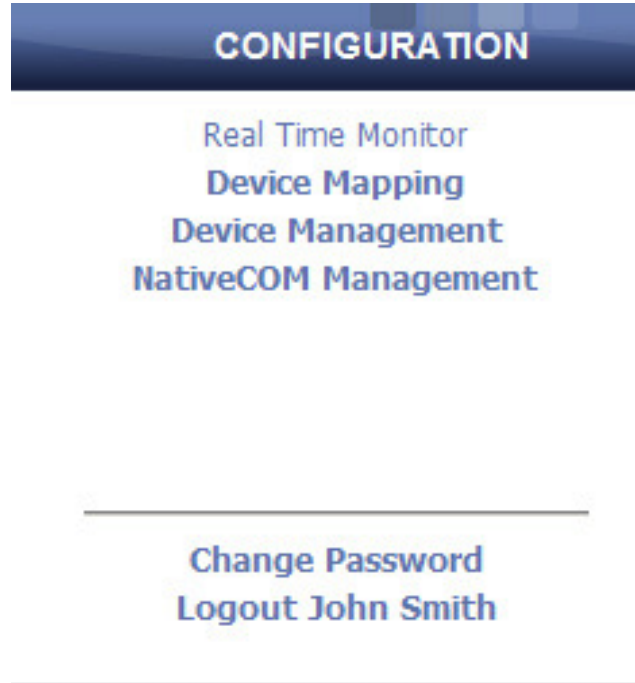 CONFIGURATION
Real Time Monitor
Device Mapping
Device Management
NativeCOM Management
Change Password
Logout John Smith